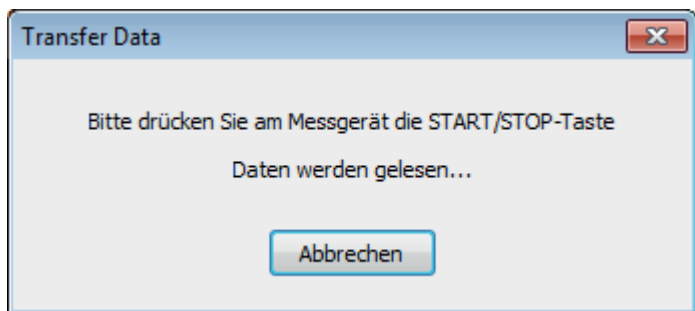 Transfer Data
Bitte drücken Sie am Messgerät die START/STOP-Taste
Daten werden gelesen...
Abbrechen